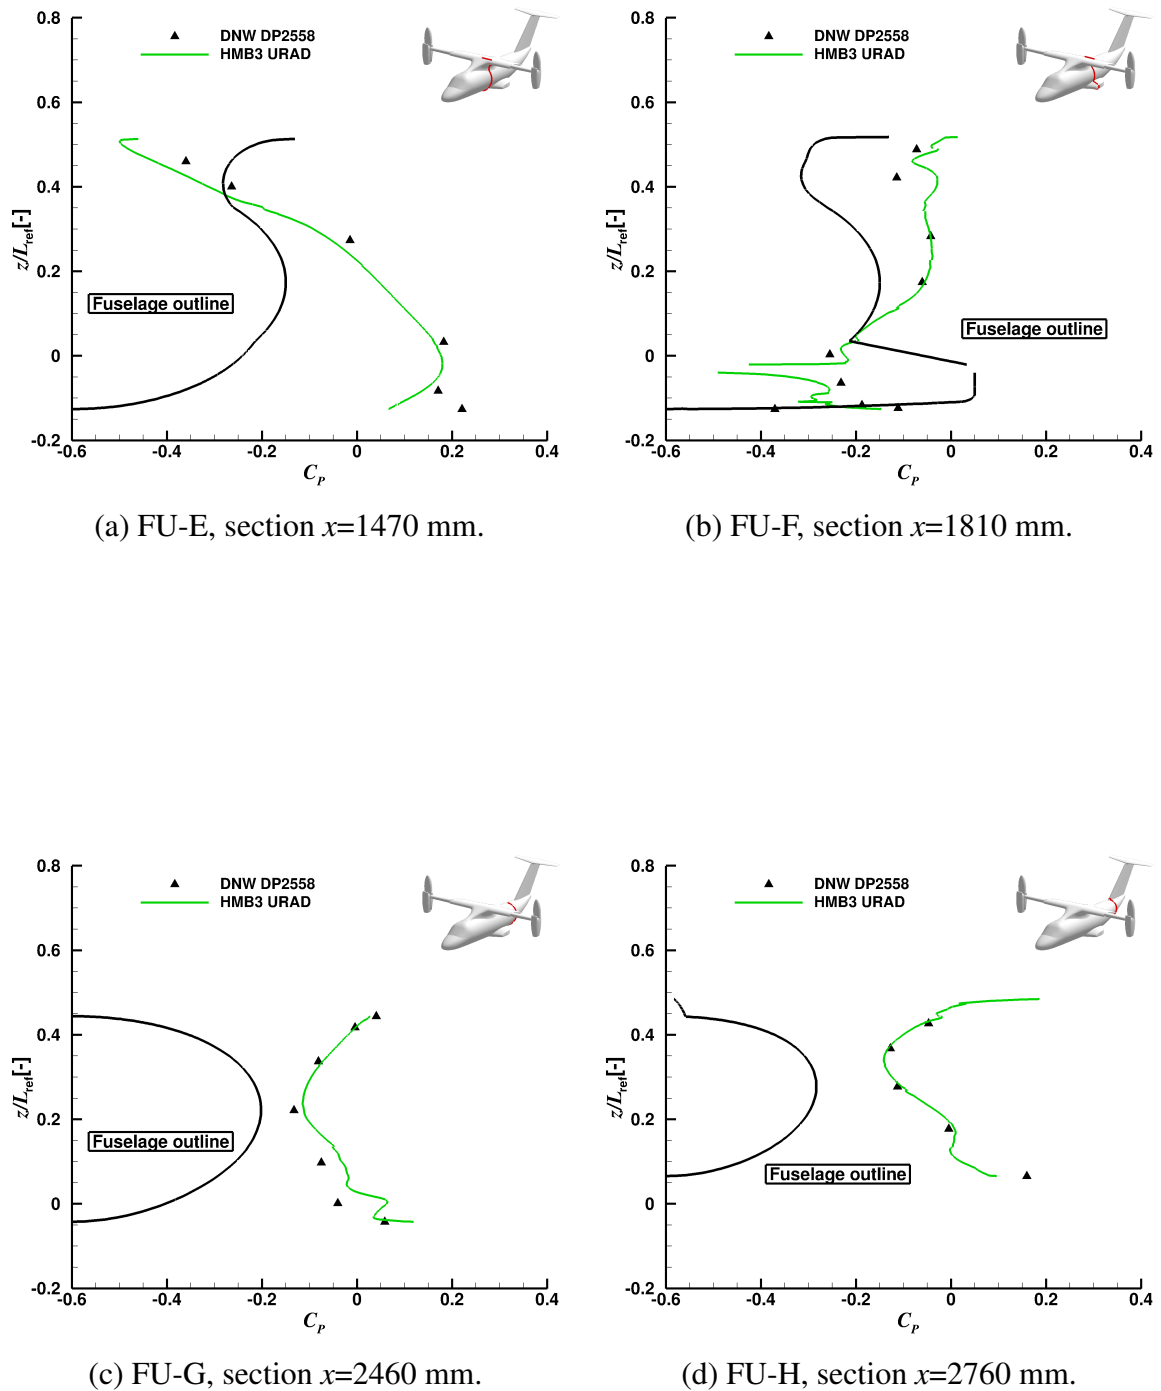 0.8
0.6
0.4
0.2
0
-0.2
-0.6 -0.4 -0.2 0 0.2 0.4
z/Lref[-]
CP
DNW DP2558
HMB3 URAD
Fuselage outline
(a) FU-E, section x=1470 mm.
0.8
0.6
0.4
0.2
0
-0.2
-0.6 -0.4 -0.2 0 0.2 0.4
z/Lref[-]
CP
DNW DP2558
HMB3 URAD
Fuselage outline
(b) FU-F, section x=1810 mm.
0.8
0.6
0.4
0.2
0
-0.2
-0.6 -0.4 -0.2 0 0.2 0.4
z/Lref[-]
CP
DNW DP2558
HMB3 URAD
Fuselage outline
(c) FU-G, section x=2460 mm.
0.8
0.6
0.4
0.2
0
-0.2
-0.6 -0.4 -0.2 0 0.2 0.4
z/Lref[-]
CP
DNW DP2558
HMB3 URAD
Fuselage outline
(d) FU-H, section x=2760 mm.